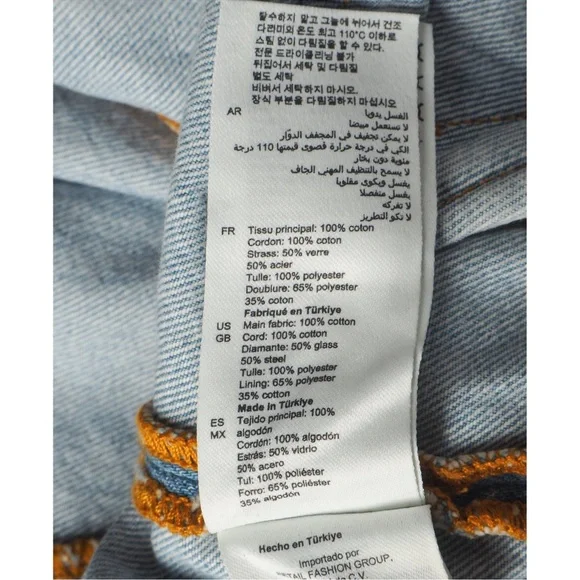 말구하지 말고 그늘에 뉘어서 건조
다리미의 온도 최고 110°C 이하로
스팀 없이 다림질을 할 수 있다.
전문 드라이클리닝 불가
뒤집어서 세탁 및 다림질
별도 세탁
비벼서 세탁하지 마십시오.
장식 부분을 다림질하지 마십시오
AR
الغسل يدويا
لا تستعمل مبيضا
لا يمكن تجفيف في المجفف الدوّار
الكي في درجة حرارة قصوى قيمتها 110 درجة
مئوية دون بخار
لا يسمح بالتنظيف المهني الجاف
يغسل ويكوى مقلوبا
يغسل منفصلا
لا تفركه
لا تكو التطريز
FR Tissu principal: 100% coton
Cordon: 100% coton
Strass: 50% verre
50% acier
Tulle: 100% polyester
Doublure: 65% polyester
35% coton
Fabriqué en Türkiye
US Main fabric: 100% cotton
GB Cord: 100% cotton
Diamante: 50% glass
50% steel
Tulle: 100% polyester
Lining: 65% polyester
35% cotton
Made in Türkiye
ES Tejido principal: 100%
MX algodón
Cordón: 100% algodón
Estrás: 50% vidrio
50% acero
Tul: 100% poliéster
Forro: 65% poliéster
35% algodón
Hecho en Türkiye
Importado por
FASHION GROUP,
de C.V.